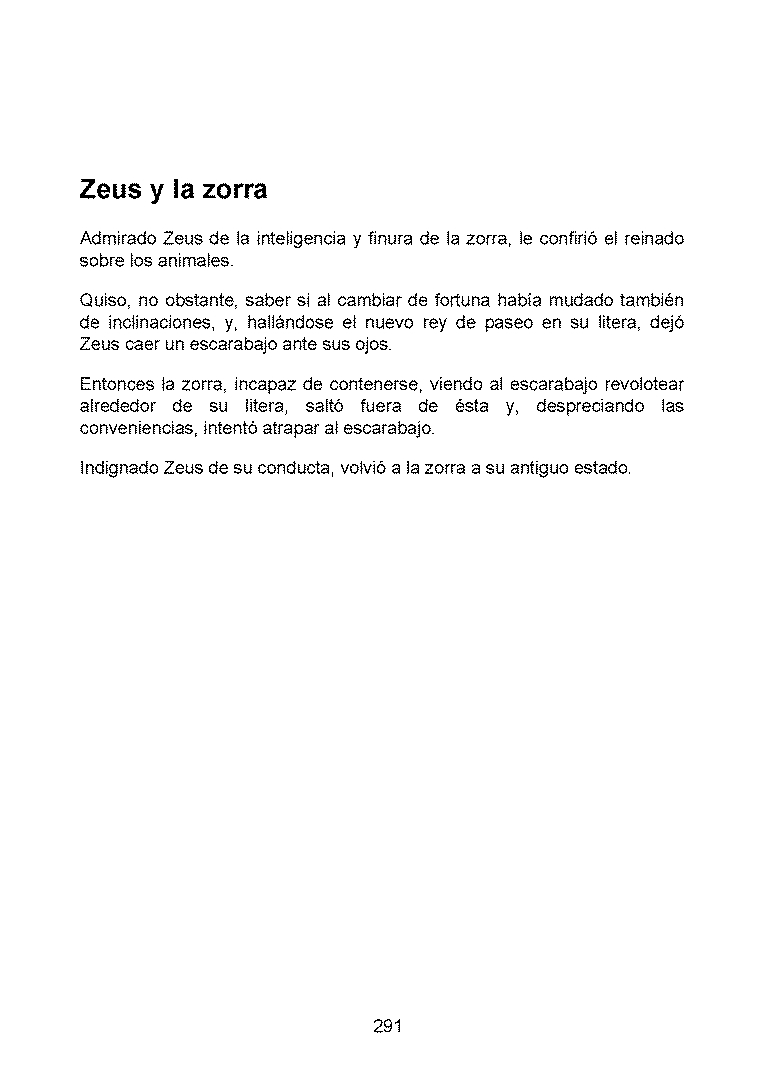 Zeus y la zorra
Admirado Zeus de la inteligencia y finura de la zorra, le confirió el reinado
sobre los animales.
Quiso, no obstante, saber si al cambiar de fortuna había mudado también
de inclinaciones, y, hallándose el nuevo rey de paseo en su litera, dejó
Zeus caer un escarabajo ante sus ojos.
Entonces la zorra, incapaz de contenerse, viendo al escarabajo revolotear
alrededor de su litera, saltó fuera de ésta y, despreciando las
conveniencias, intentó atrapar al escarabajo.
Indignado Zeus de su conducta, volvió a la zorra a su antiguo estado.
291